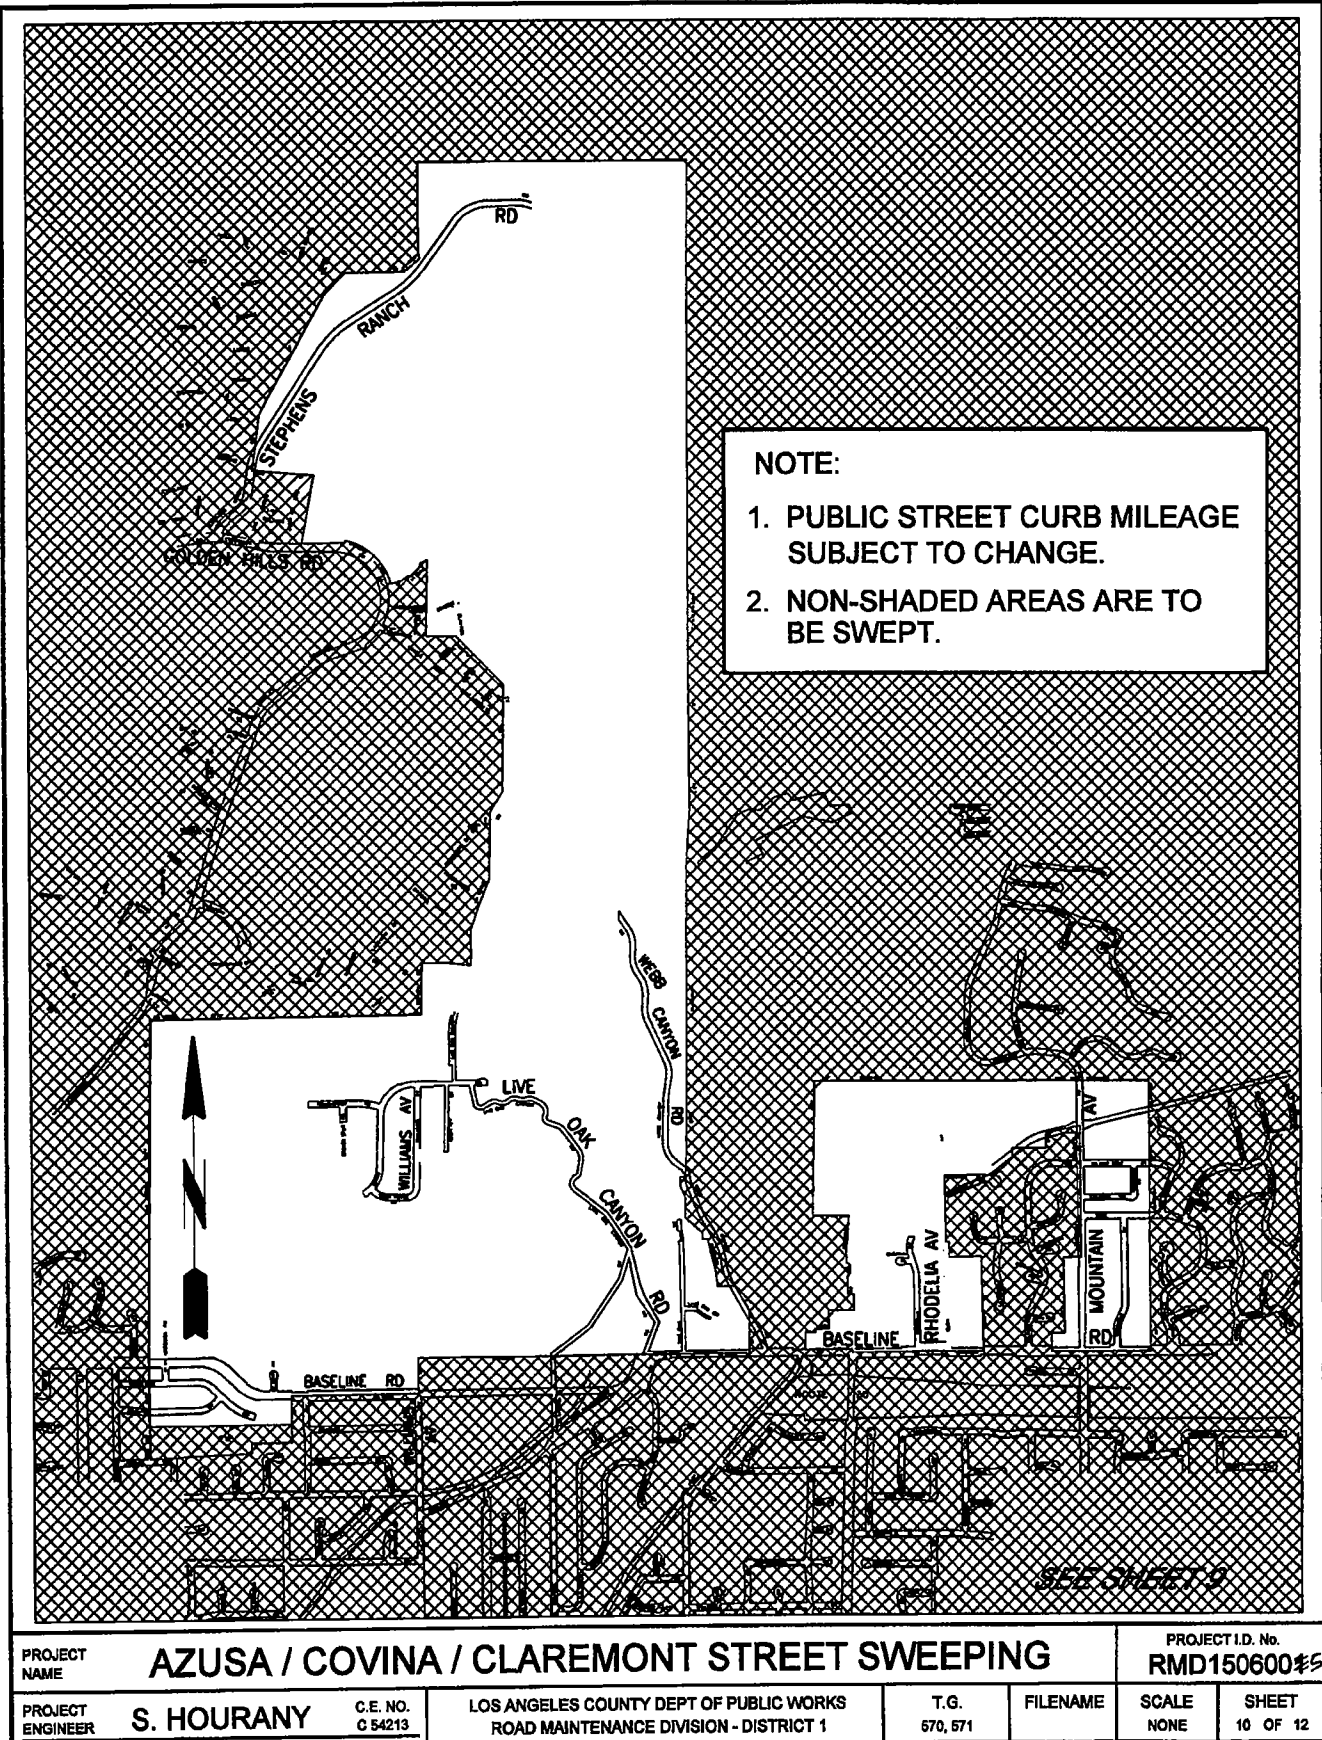 RD
RANCH
STEPHENS
NOTE:
1. PUBLIC STREET CURB MILEAGE
SUBJECT TO CHANGE.
2. NON-SHADED AREAS ARE TO
BE SWEPT.
GOLDEN HILLS RD
WEBB
CANYON
RD
LIVE
OAK
CANYON
RD
WILLIAMS AV
N
AV
MOUNTAIN
RHODELIA AV
BASELINE
RD
BASELINE RD
WILLIAMS
AV
SEE SHEET 9
PROJECT
NAME
AZUSA / COVINA / CLAREMONT STREET SWEEPING
PROJECT I.D. No.
RMD150600
PROJECT
ENGINEER
S. HOURANY
C.E. NO.
C 54213
LOS ANGELES COUNTY DEPT OF PUBLIC WORKS
ROAD MAINTENANCE DIVISION - DISTRICT 1
T.G.
570, 571
FILENAME
SCALE
NONE
SHEET
10 OF 12